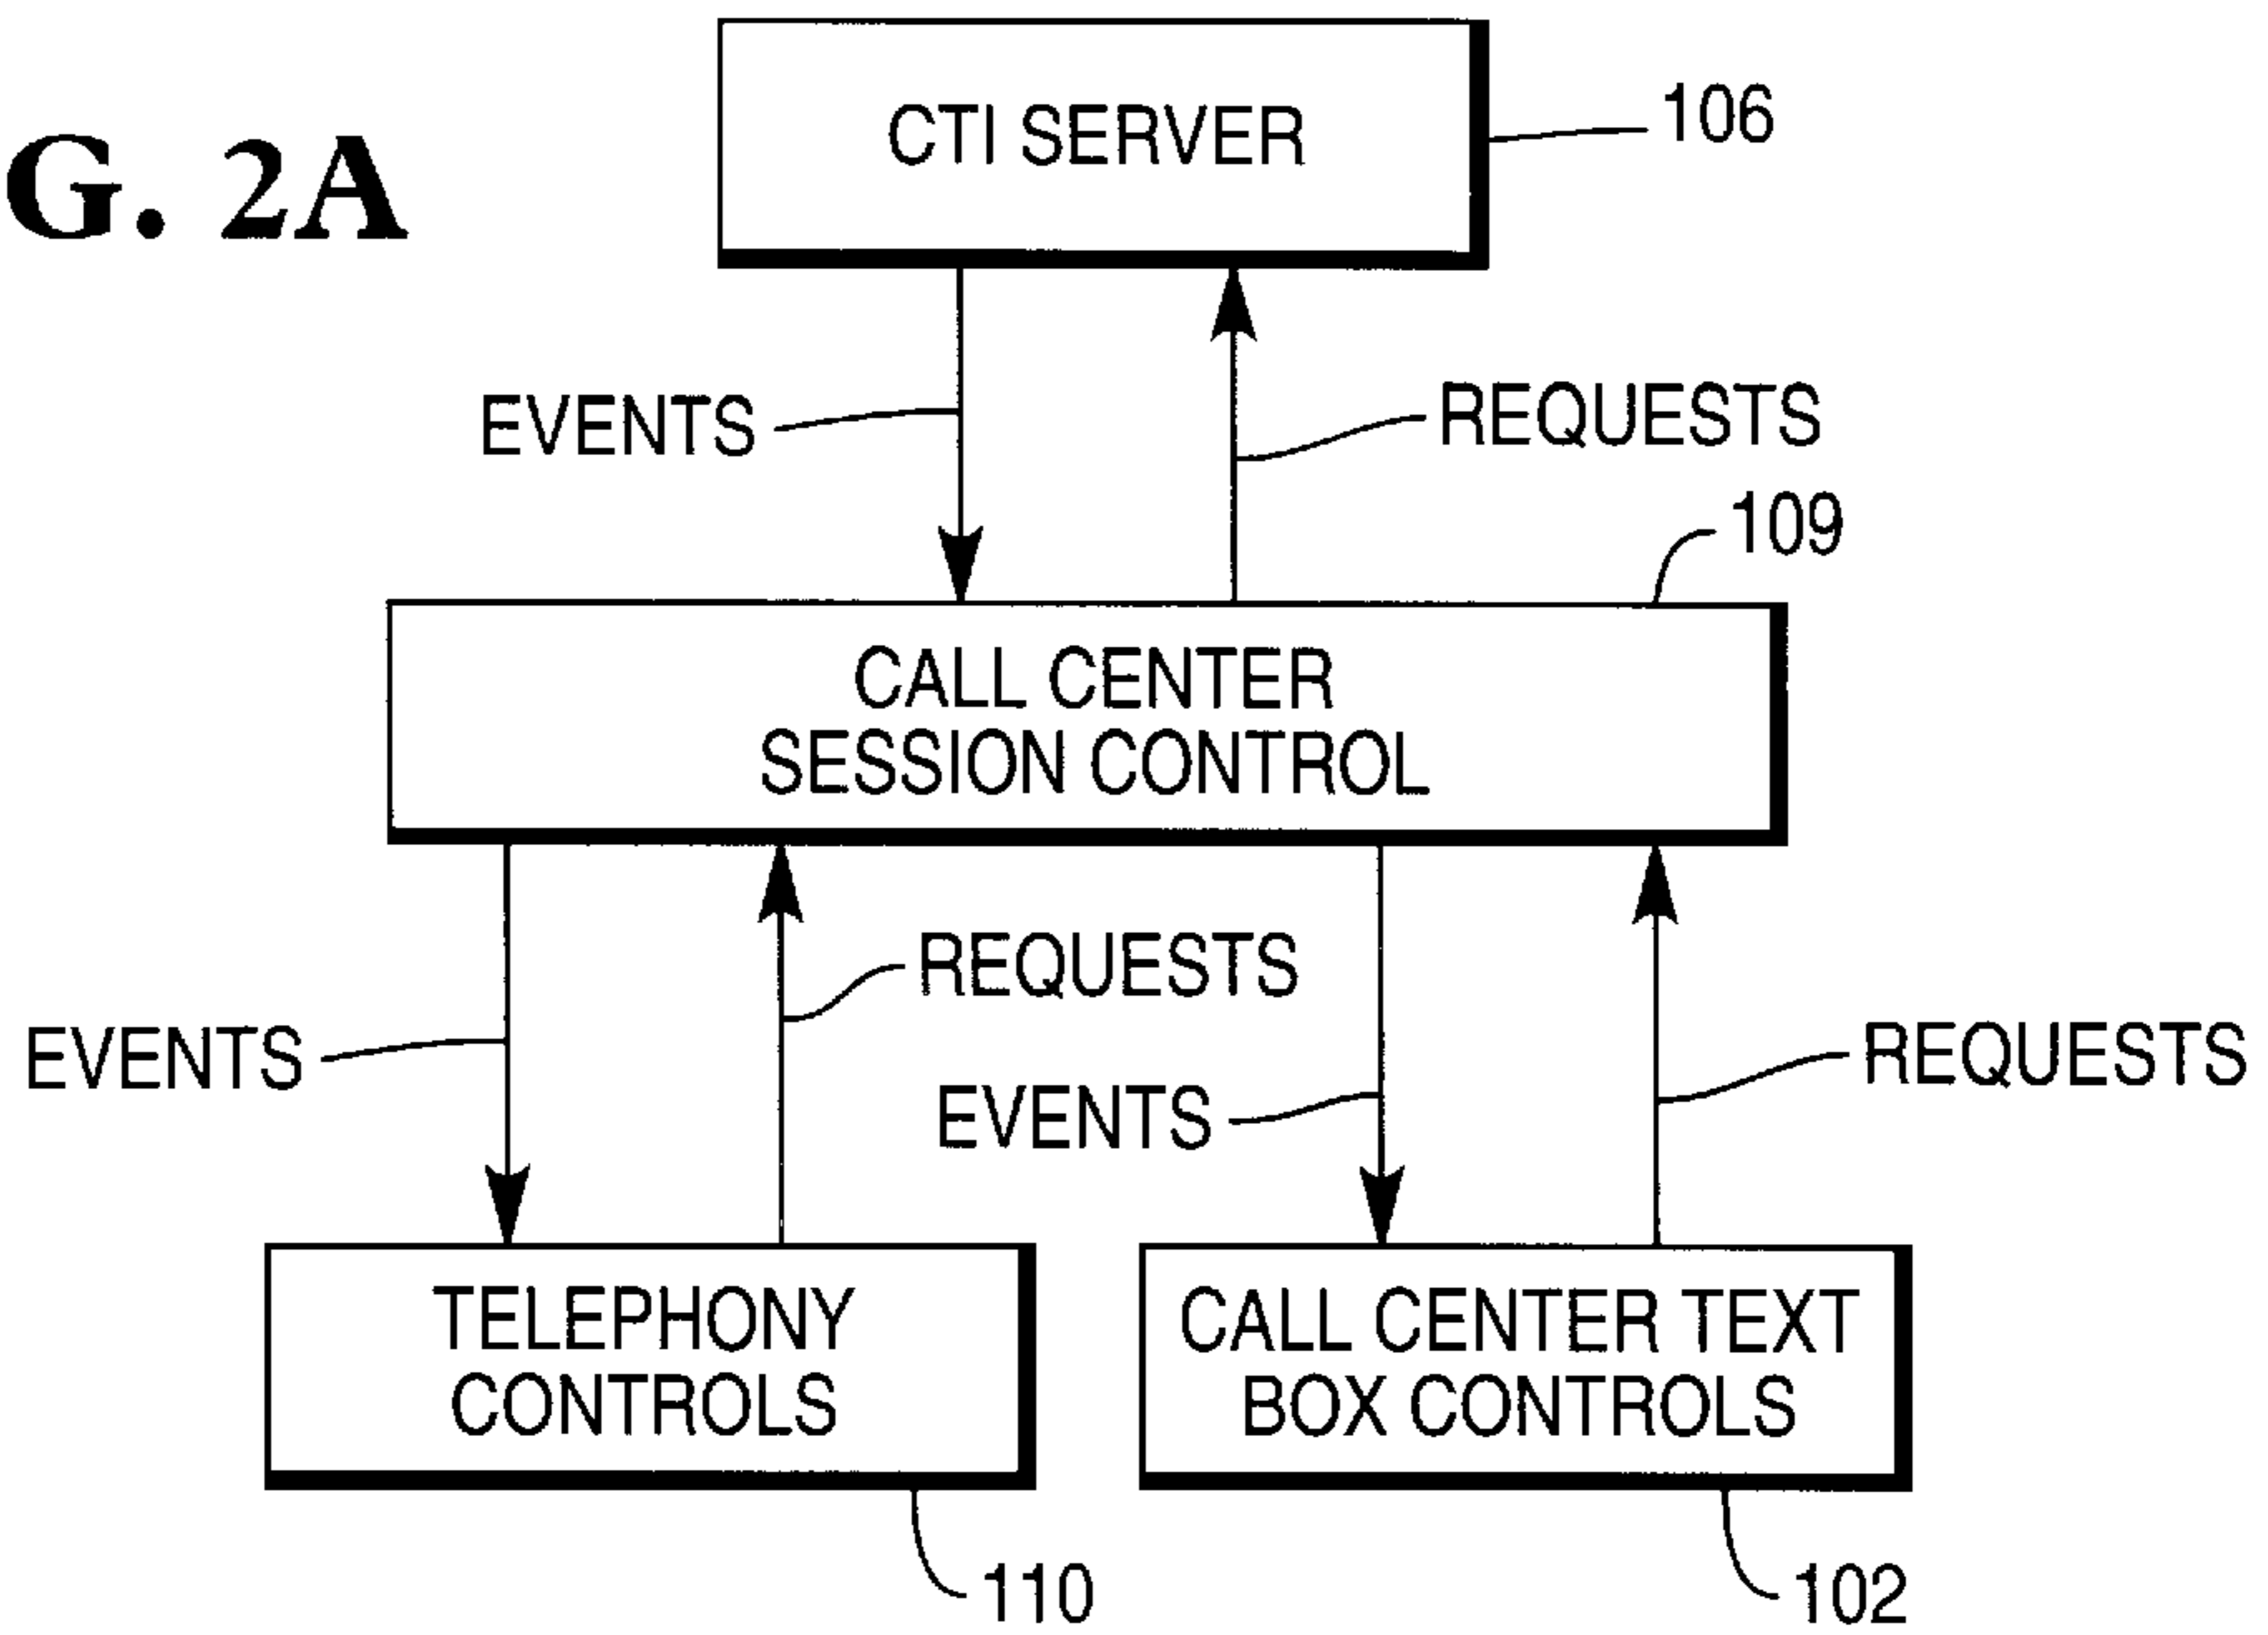 G. 2A
CTI SERVER
106
EVENTS
REQUESTS
109
CALL CENTER
SESSION CONTROL
REQUESTS
EVENTS
REQUESTS
EVENTS
TELEPHONY
CONTROLS
CALL CENTER TEXT
BOX CONTROLS
110
102